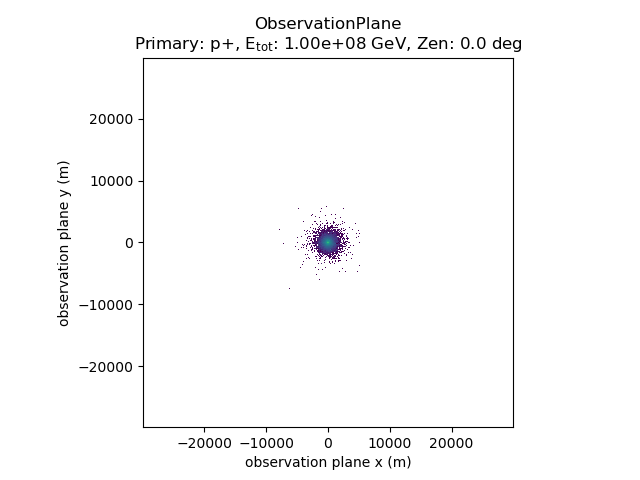 ObservationPlane
Primary: p+, E_tot: 1.00e+08 GeV, Zen: 0.0 deg
20000
10000
0
−10000
−20000
observation plane y (m)
−20000 −10000 0 10000 20000
observation plane x (m)